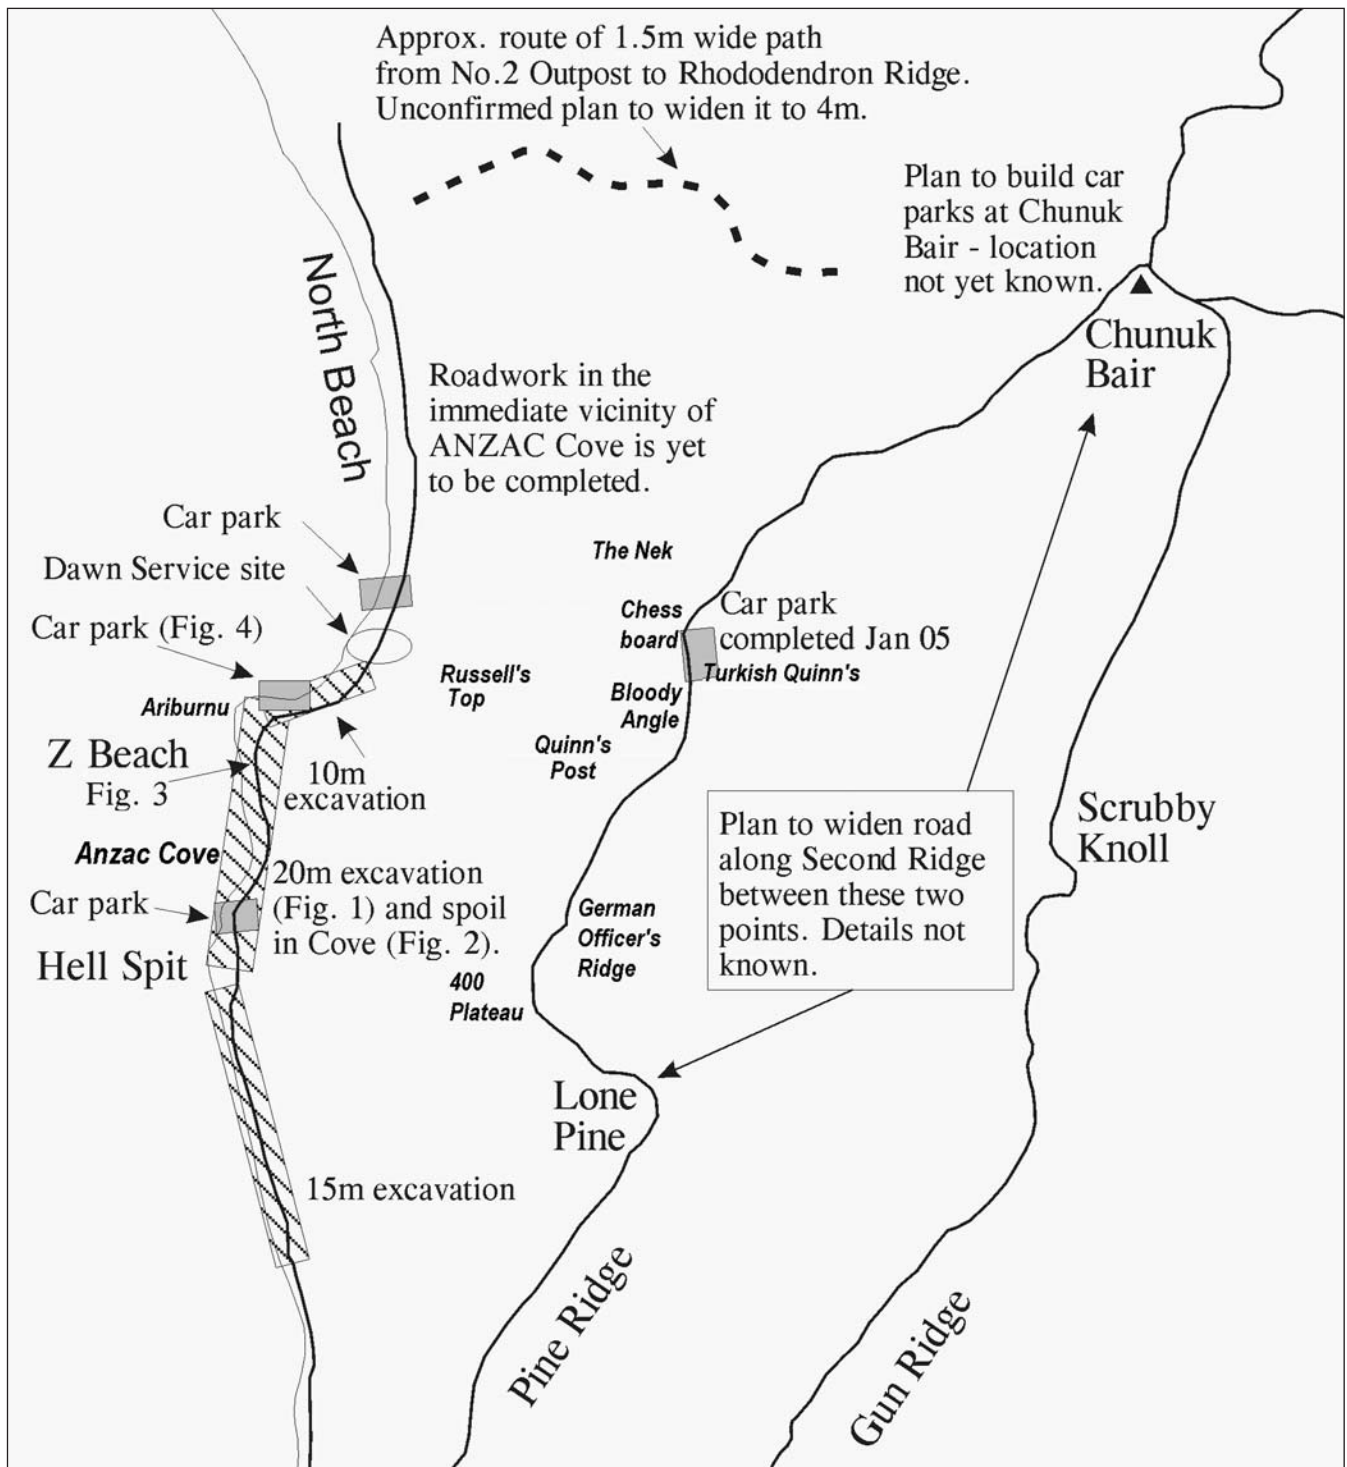 Approx. route of 1.5m wide path
from No.2 Outpost to Rhododendron Ridge.
Unconfirmed plan to widen it to 4m.
Plan to build car
parks at Chunuk
Bair - location
not yet known.
Chunuk
Bair
North Beach
Roadwork in the
immediate vicinity of
ANZAC Cove is yet
to be completed.
Car park
Dawn Service site
Car park (Fig. 4)
Ariburnu
Z Beach
Fig. 3
10m
excavation
Anzac Cove
Car park
Hell Spit
20m excavation
(Fig. 1) and spoil
in Cove (Fig. 2).
15m excavation
The Nek
Chess
board
Car park
completed Jan 05
Turkish Quinn's
Russell's
Top
Bloody
Angle
Quinn's
Post
German
Officer's
Ridge
400
Plateau
Plan to widen road
along Second Ridge
between these two
points. Details not
known.
Scrubby
Knoll
Lone
Pine
Pine Ridge
Gun Ridge